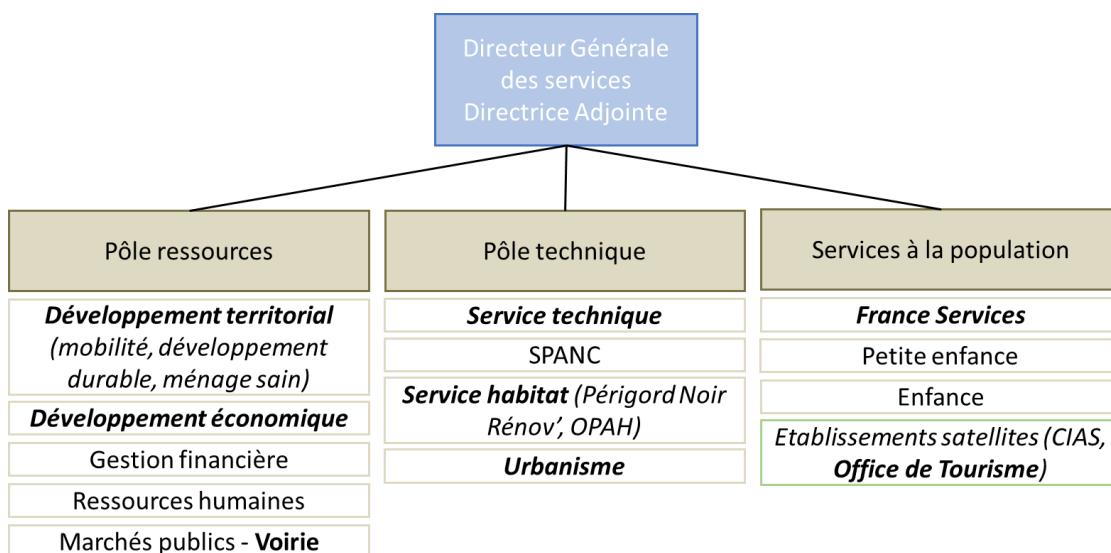 Directeur Générale
des services
Directrice Adjointe
Pôle ressources
Développement territorial
(mobilité, développement
durable, ménage sain)
Développement économique
Gestion financière
Ressources humaines
Marchés publics - Voirie
Pôle technique
Service technique
SPANC
Service habitat (Périgord Noir
Rénov’, OPAH)
Urbanisme
Services à la population
France Services
Petite enfance
Enfance
Etablissements satellites (CIAS,
Office de Tourisme)